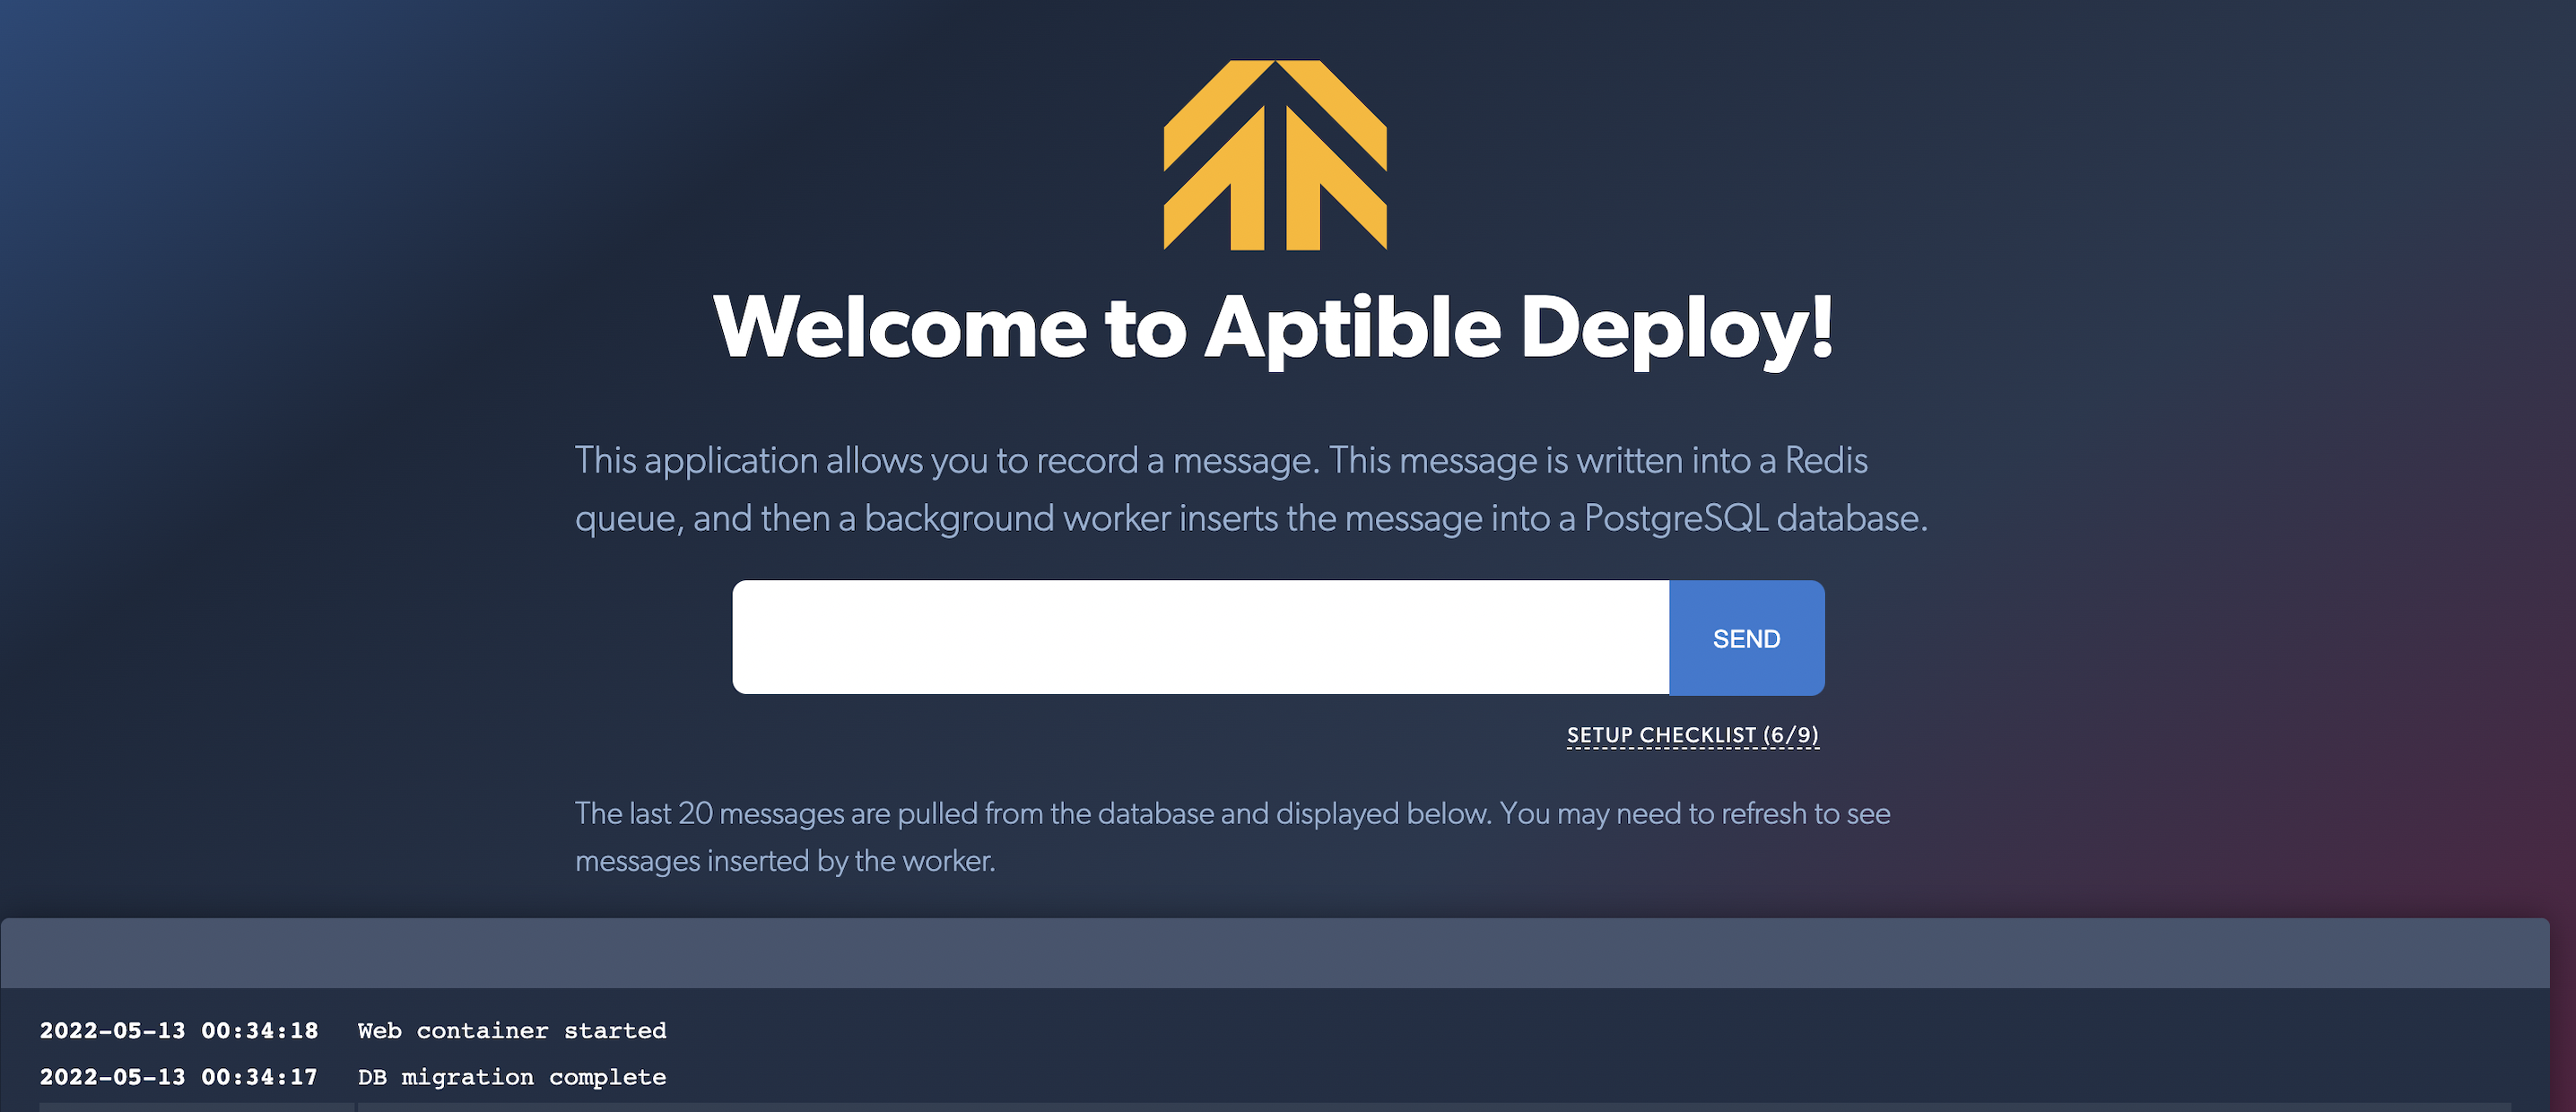 Welcome to Aptible Deploy!
This application allows you to record a message. This message is written into a Redis
queue, and then a background worker inserts the message into a PostgreSQL database.
SEND
SETUP CHECKLIST (6/9)
The last 20 messages are pulled from the database and displayed below. You may need to refresh to see
messages inserted by the worker.
2022-05-13 00:34:18 Web container started
2022-05-13 00:34:17 DB migration complete